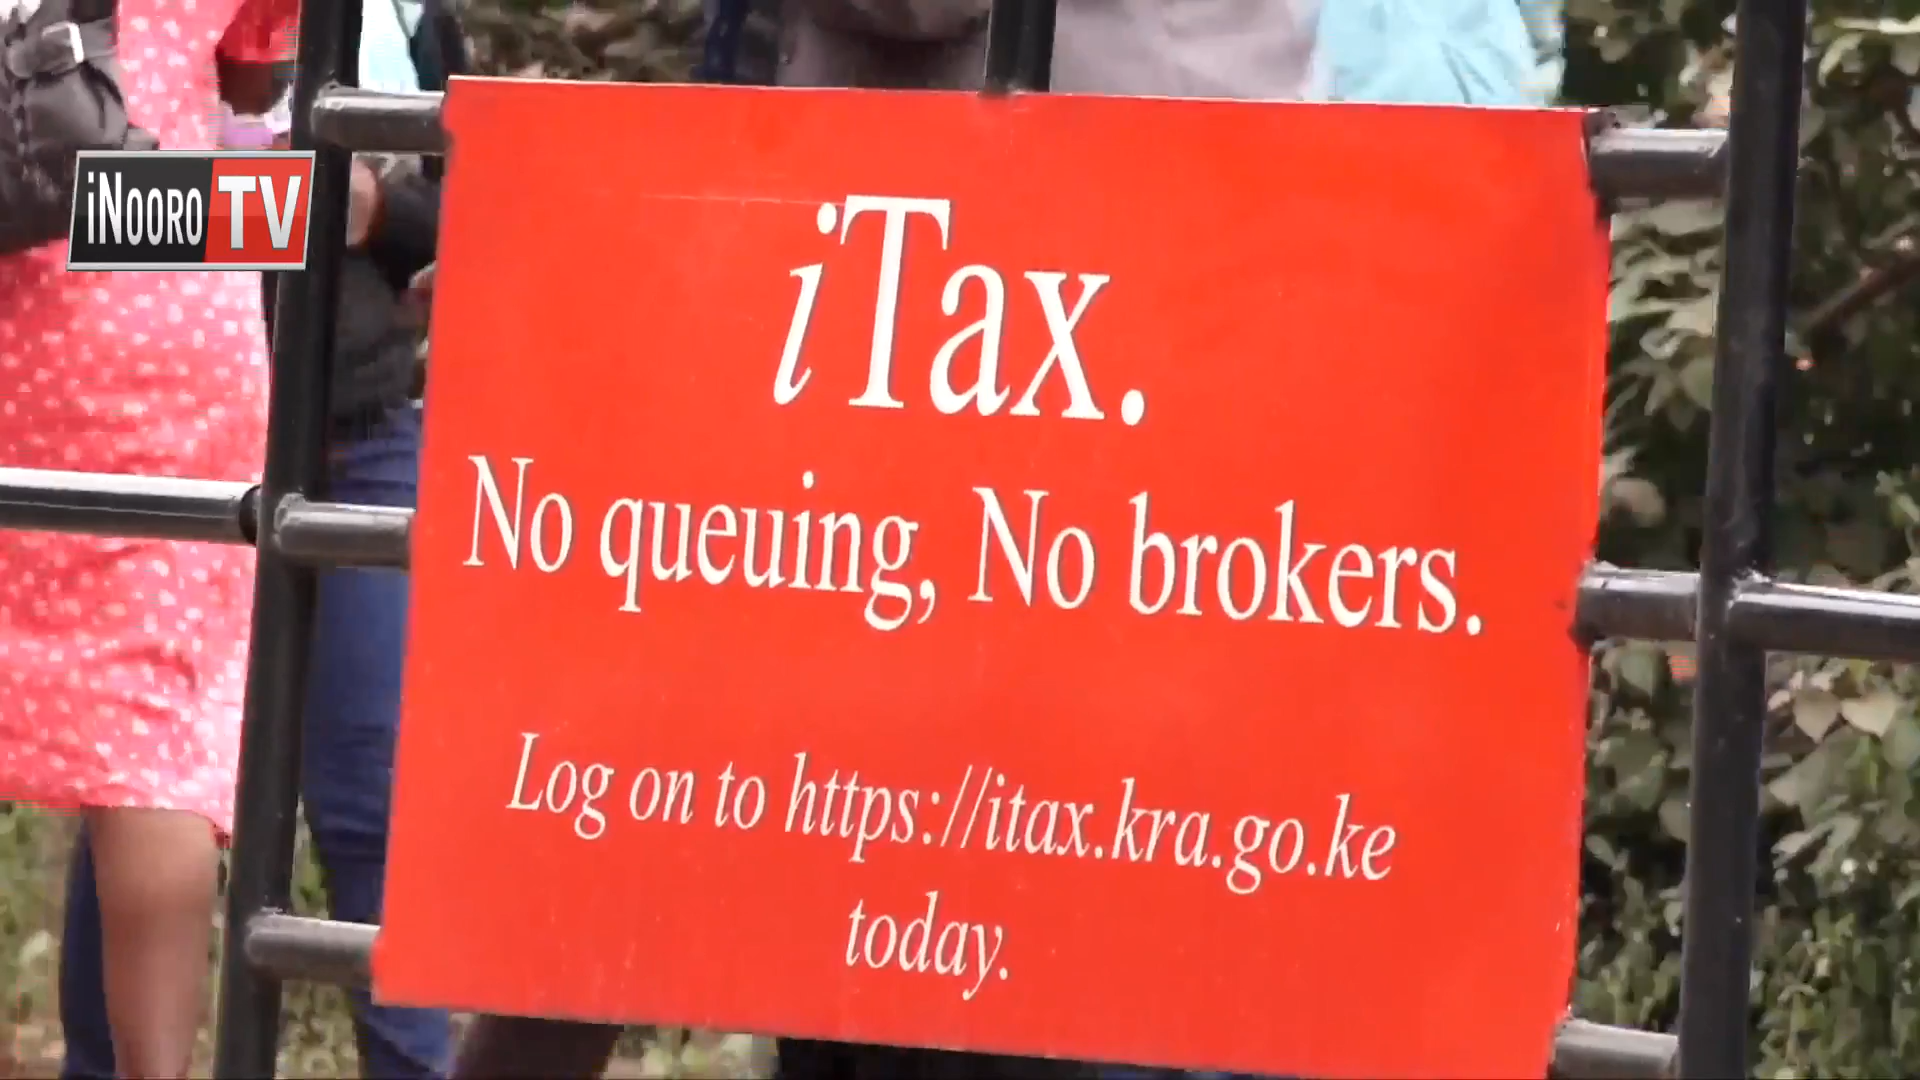 iNOORO TV
iTax.
No queuing, No brokers.
Log on to https://itax.kra.go.ke
today.